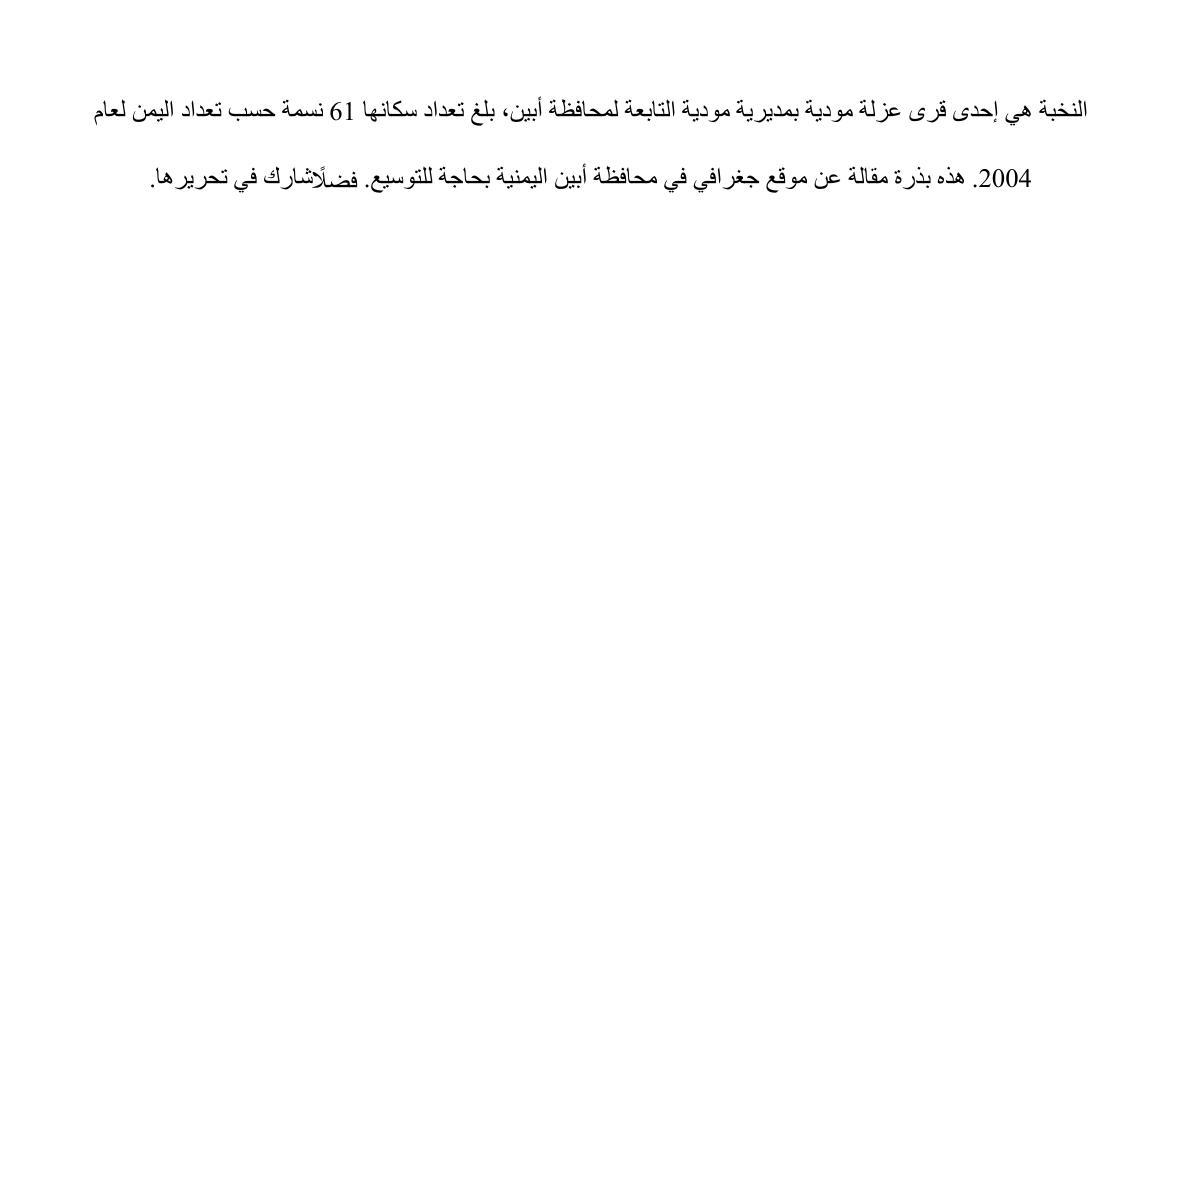 النخبة هي إحدى قرى عزلة مودية بمديرية مودية التابعة لمحافظة أبين، بلغ تعداد سكانها 61 نسمة حسب تعداد اليمن لعام
2004. هذه بذرة مقالة عن موقع جغرافي في محافظة أبين اليمنية بحاجة للتوسيع. فضلًاشارك في تحريرها.